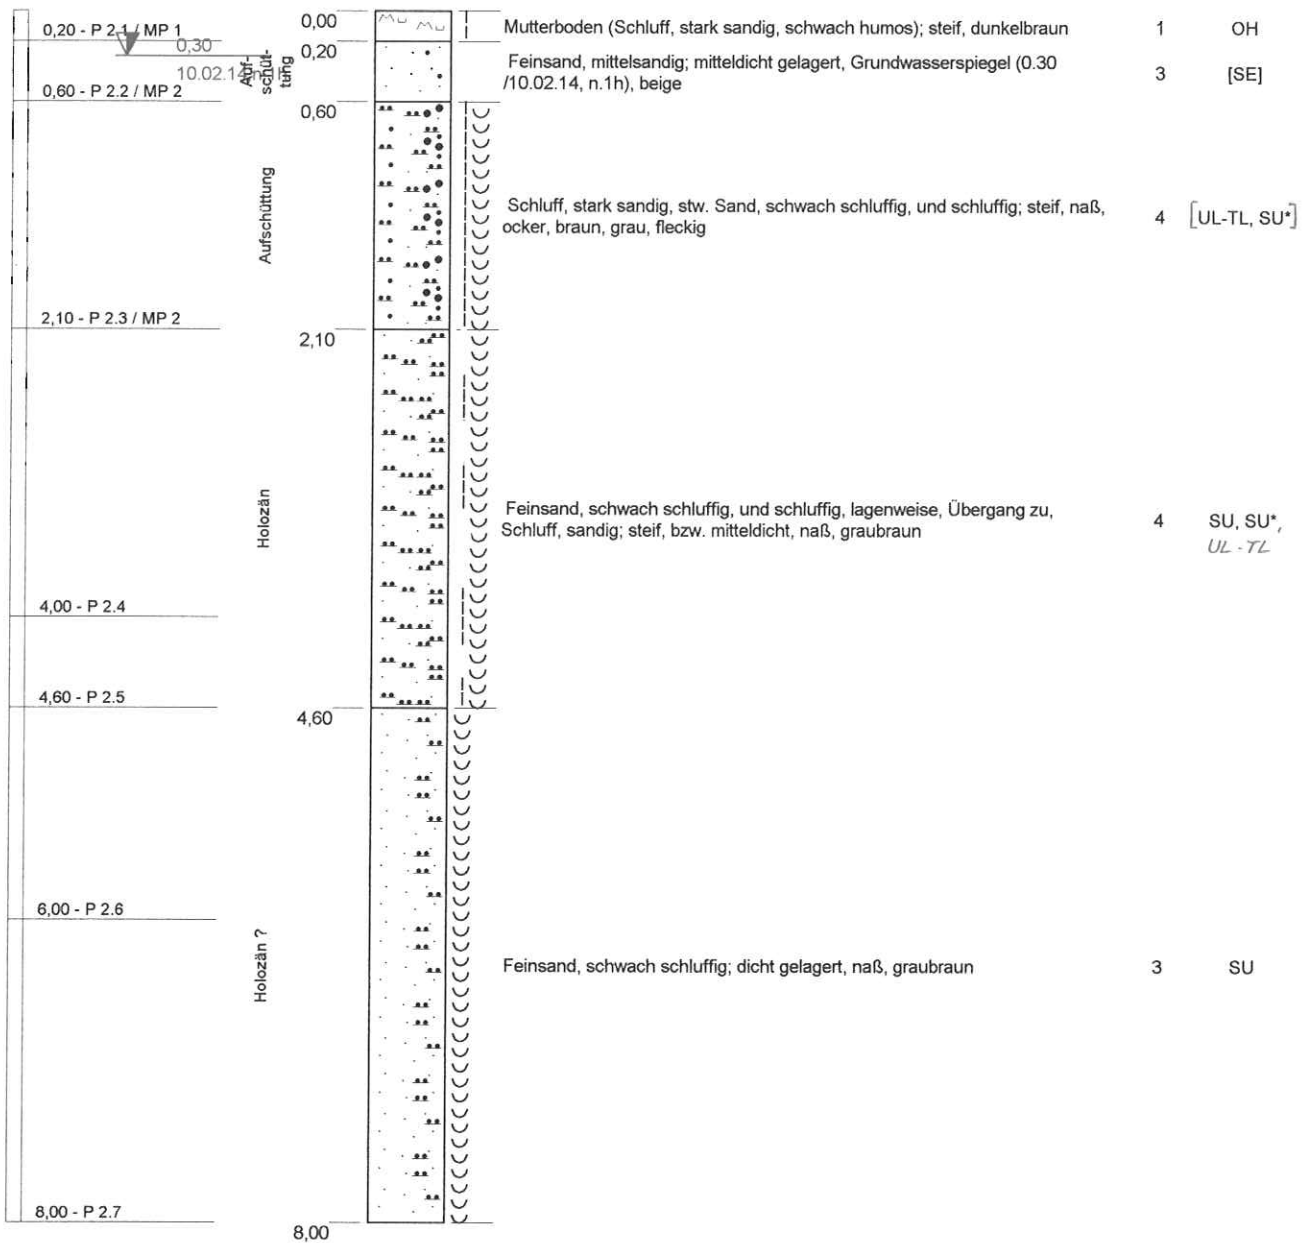 0,20 - P 2.1 / MP 1
0,30
10.02.14 n.1h
0,60 - P 2.2 / MP 2
2,10 - P 2.3 / MP 2
4,00 - P 2.4
4,60 - P 2.5
6,00 - P 2.6
8,00 - P 2.7
Auf-
schüt-
tung
Aufschüttung
Holozän
Holozän ?
0,00
0,20
0,60
2,10
4,60
8,00
Mutterboden (Schluff, stark sandig, schwach humos); steif, dunkelbraun 1 OH
Feinsand, mittelsandig; mitteldicht gelagert, Grundwasserspiegel (0.30
/10.02.14, n.1h), beige 3 [SE]
Schluff, stark sandig, stw. Sand, schwach schluffig, und schluffig; steif, naß,
ocker, braun, grau, fleckig 4 [UL-TL, SU*]
Feinsand, schwach schluffig, und schluffig, lagenweise, Übergang zu,
Schluff, sandig; steif, bzw. mitteldicht, naß, graubraun 4 SU, SU*,
UL - TL
Feinsand, schwach schluffig; dicht gelagert, naß, graubraun 3 SU